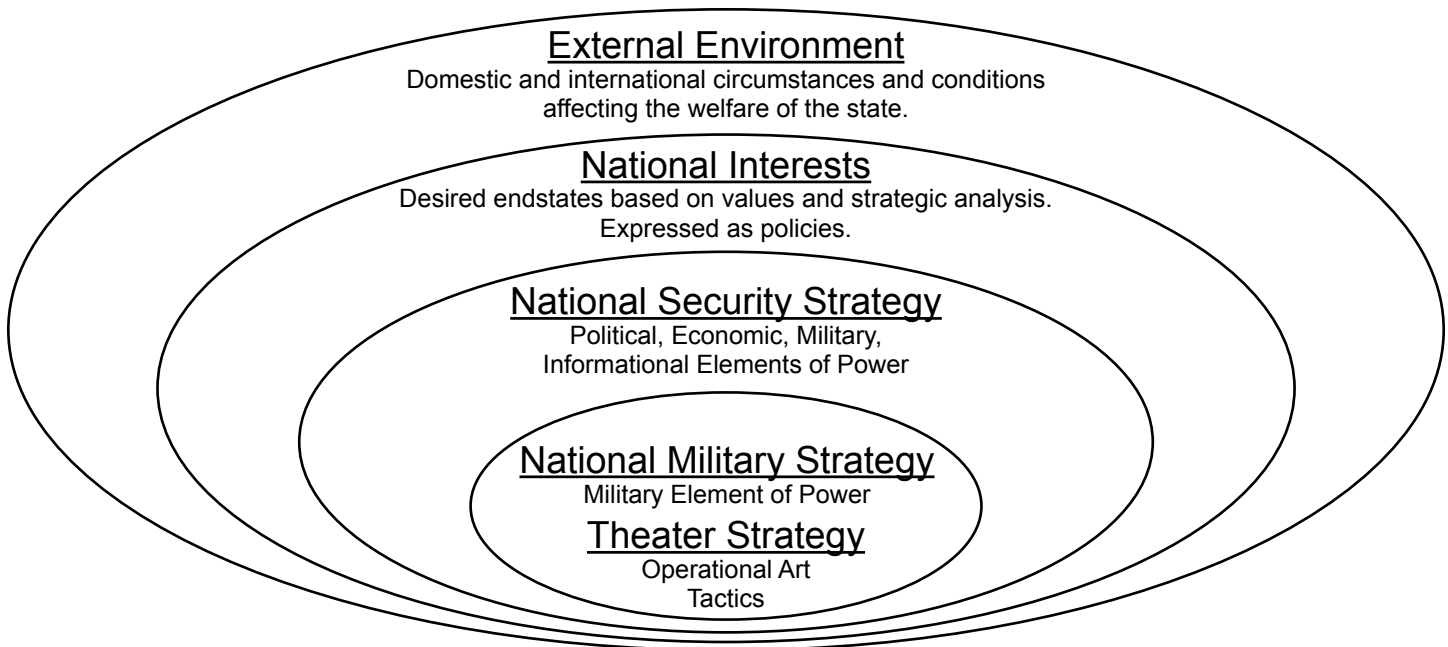 External Environment
Domestic and international circumstances and conditions
affecting the welfare of the state.
National Interests
Desired endstates based on values and strategic analysis.
Expressed as policies.
National Security Strategy
Political, Economic, Military,
Informational Elements of Power
National Military Strategy
Military Element of Power
Theater Strategy
Operational Art
Tactics